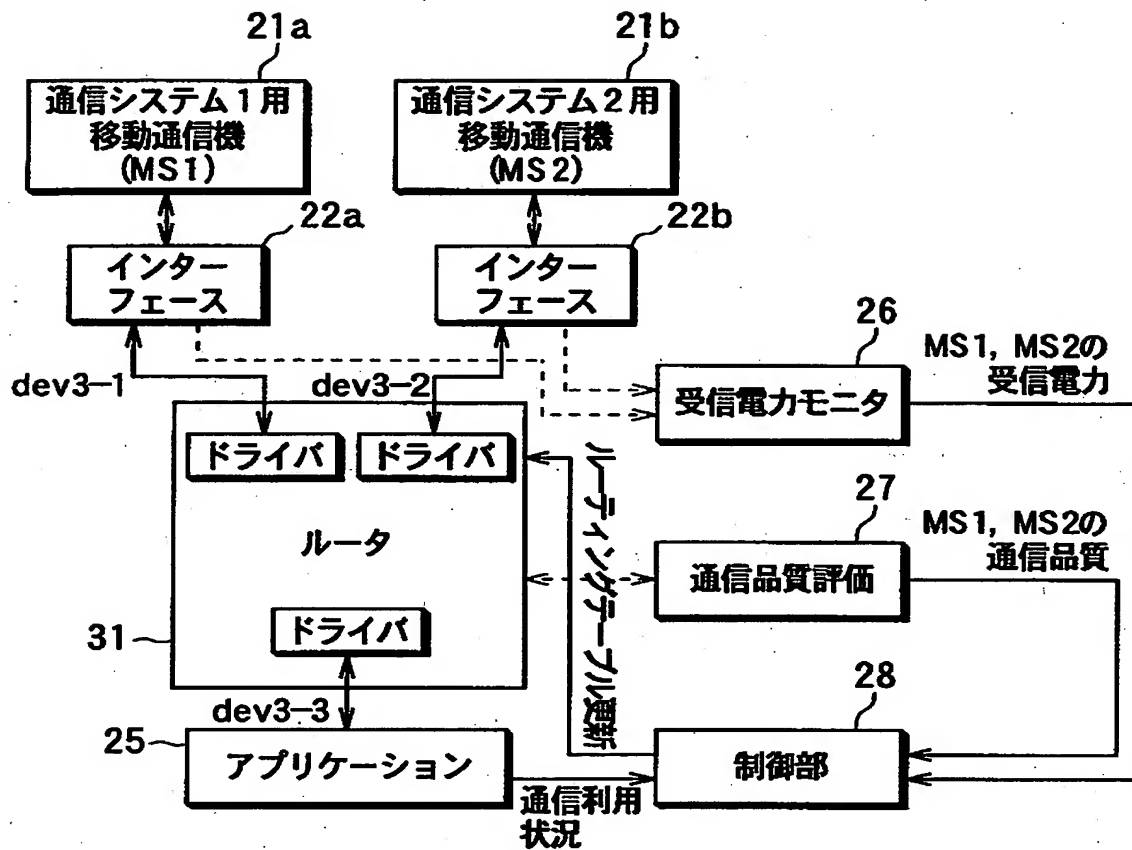 21a
21b
通信システム1用
移動通信機
(MS1)
通信システム2用
移動通信機
(MS2)
22a
22b
インター
フェース
インター
フェース
26
MS1, MS2の
受信電力
受信電力モニタ
dev3-1
dev3-2
ドライバ
ドライバ
ルータ
ドライバ
31
ルーティングテーブル更新
27
MS1, MS2の
通信品質
通信品質評価
dev3-3
25
アプリケーション
通信利用
状況
28
制御部